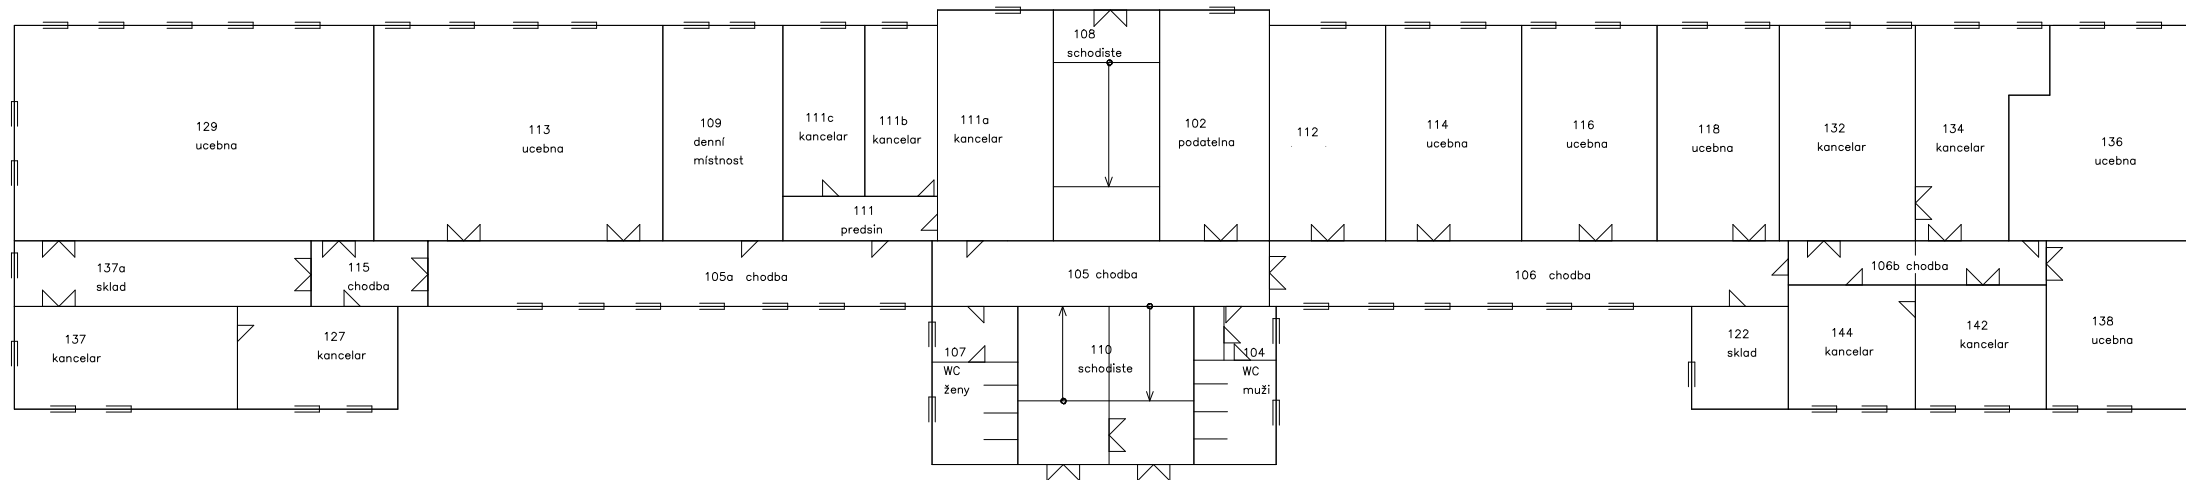 108
schodiste
129
ucebna
113
ucebna
109
denní
místnost
111c
kancelar
111b
kancelar
111a
kancelar
102
podatelna
112
114
ucebna
116
ucebna
118
ucebna
132
kancelar
134
kancelar
136
ucebna
111
predsin
137a
sklad
115
chodba
105a chodba
105 chodba
106 chodba
106b chodba
137
kancelar
127
kancelar
107
WC
ženy
110
schodiste
104
WC
muži
122
sklad
144
kancelar
142
kancelar
138
ucebna